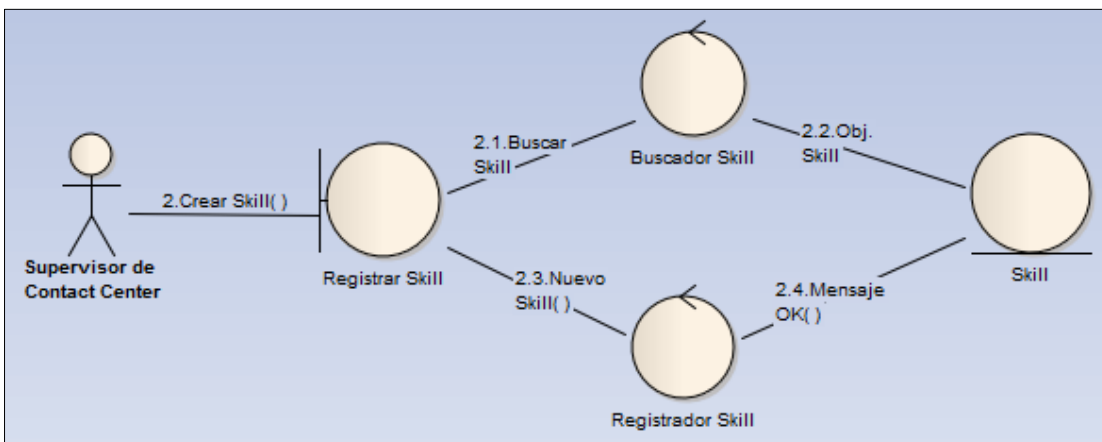 Buscador Skill
2.1.Buscar
Skill
2.2.Obj.
Skill
2.Crear Skill( )
Supervisor de
Contact Center
Registrar Skill
Skill
2.3.Nuevo
Skill( )
2.4.Mensaje
OK( )
Registrador Skill